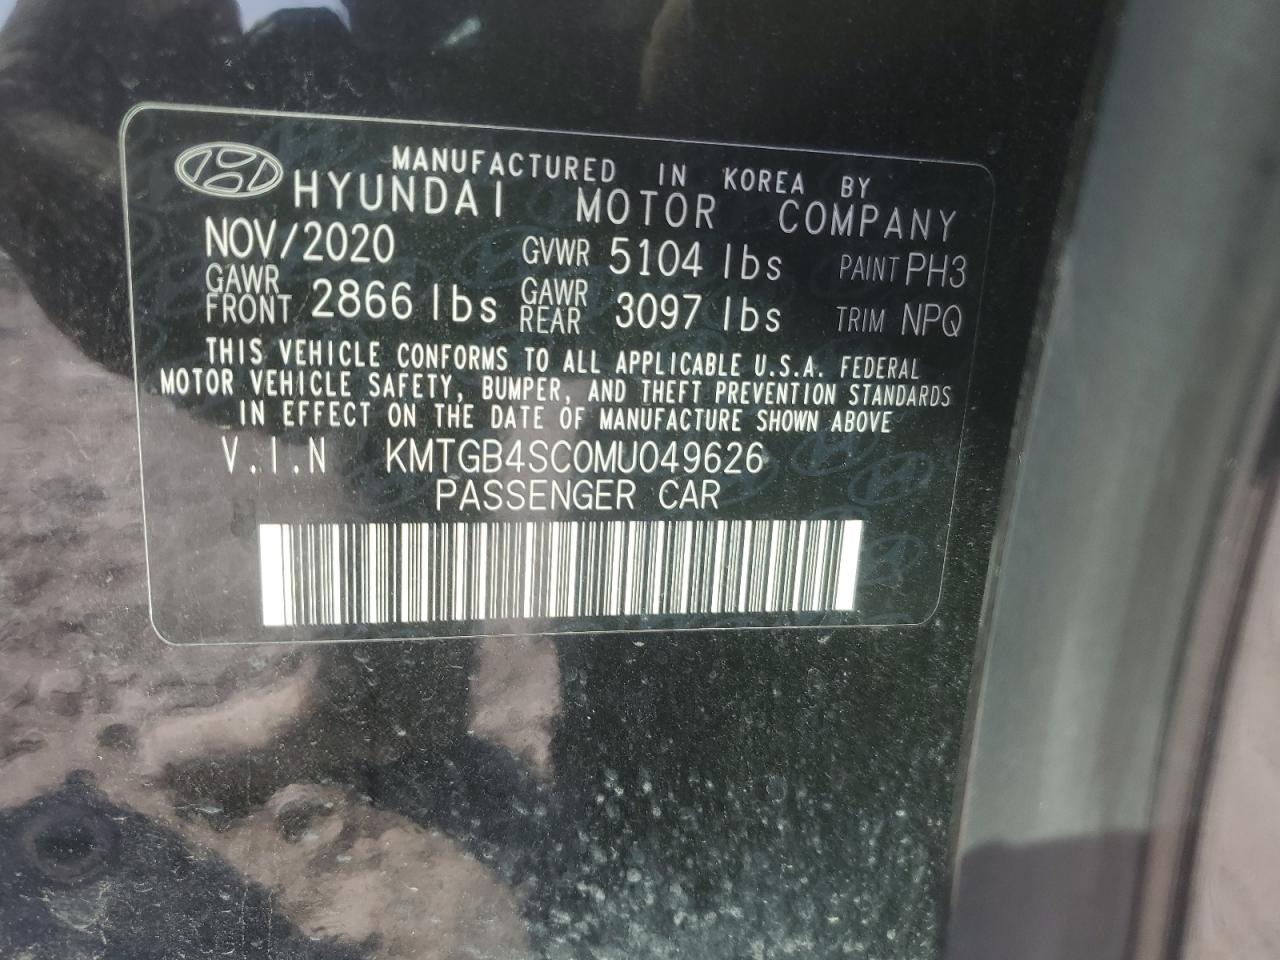 MANUFACTURED IN KOREA BY
HYUNDAI MOTOR COMPANY
NOV/2020 GVWR 5104 lbs PAINT PH3
GAWR FRONT 2866 lbs GAWR REAR 3097 lbs TRIM NPQ
THIS VEHICLE CONFORMS TO ALL APPLICABLE U.S.A. FEDERAL
MOTOR VEHICLE SAFETY, BUMPER, AND THEFT PREVENTION STANDARDS
IN EFFECT ON THE DATE OF MANUFACTURE SHOWN ABOVE
V.I.N KMTGB4SC0MU049626
PASSENGER CAR